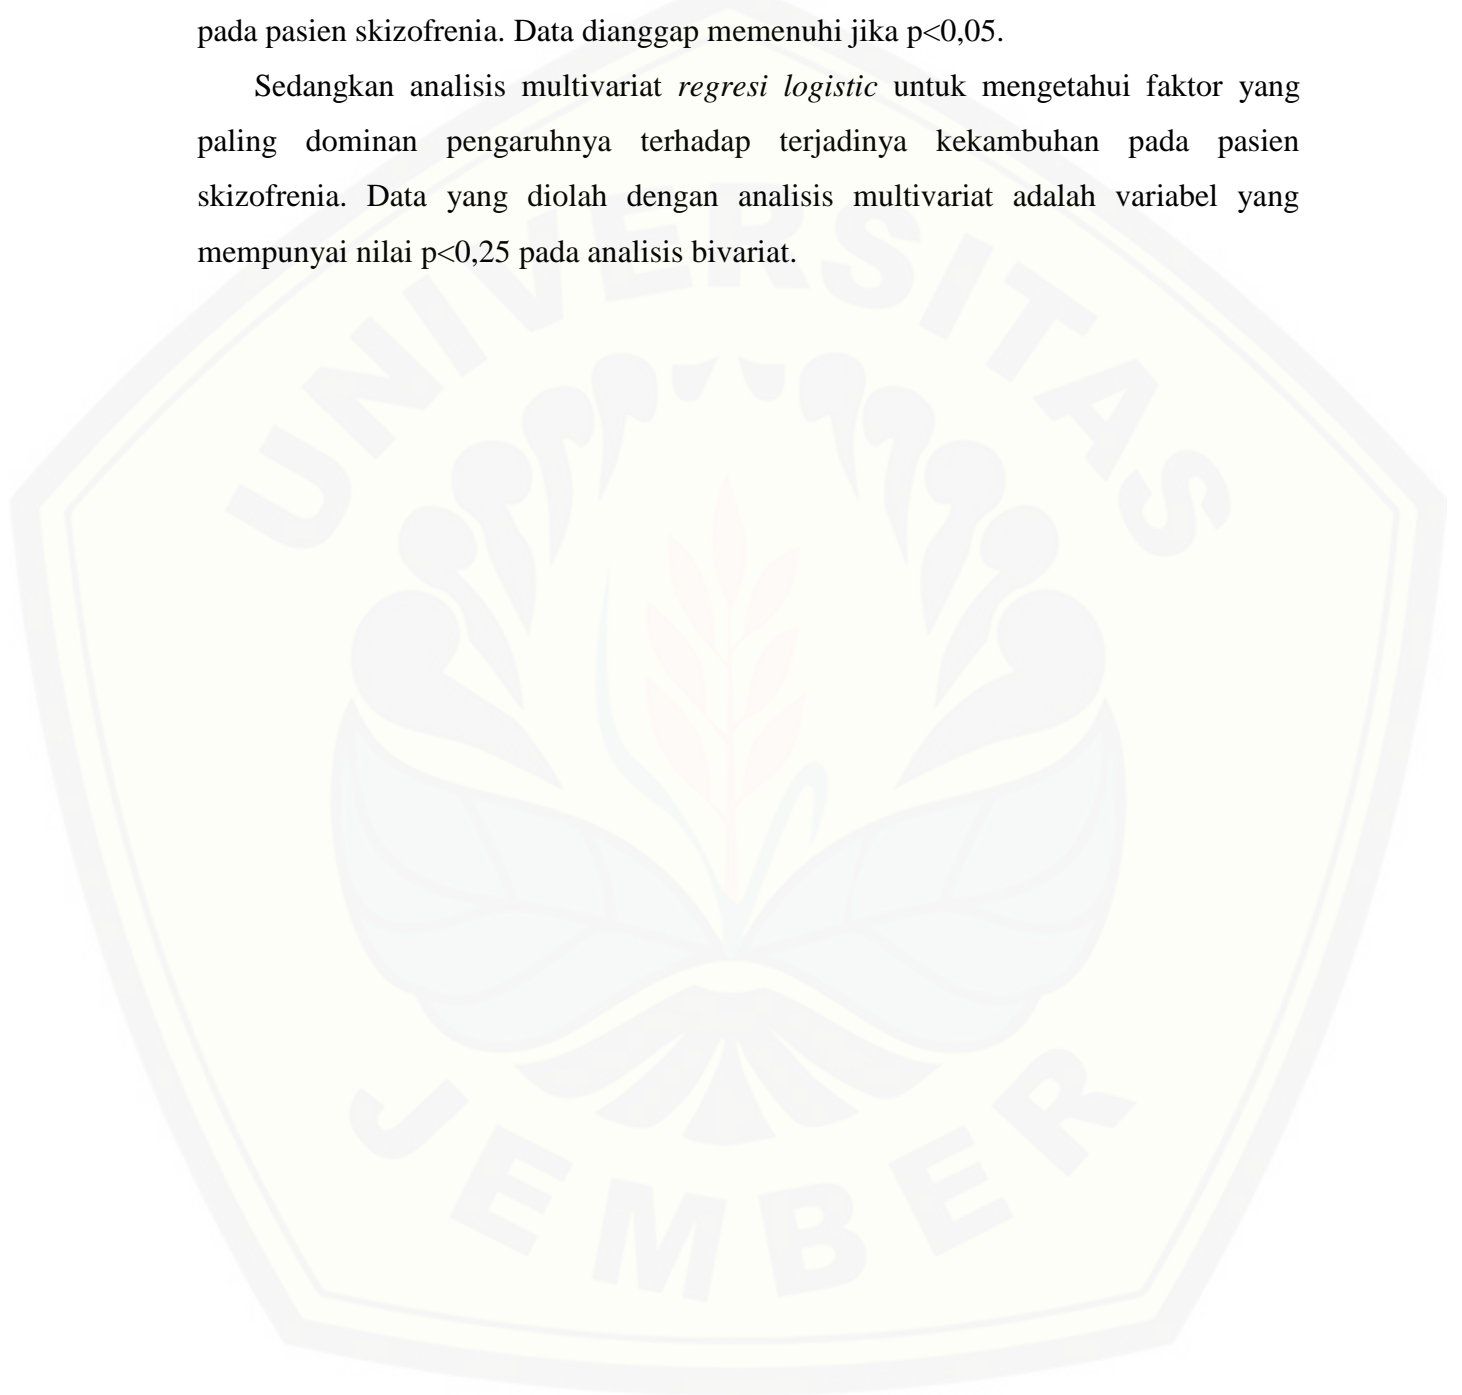 pada pasien skizofrenia. Data dianggap memenuhi jika p<0,05.
Sedangkan analisis multivariat regresi logistic untuk mengetahui faktor yang
paling dominan pengaruhnya terhadap terjadinya kekambuhan pada pasien
skizofrenia. Data yang diolah dengan analisis multivariat adalah variabel yang
mempunyai nilai p<0,25 pada analisis bivariat.
UNIVERSITAS
JEMBER